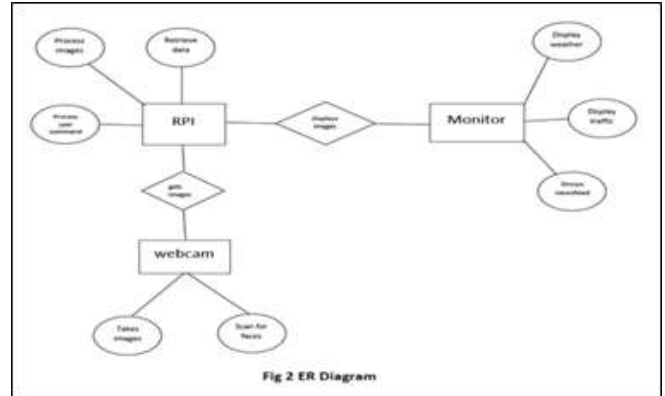 Process
images
Retrieve
data
Process
user
command
RPI
Displays
images
Monitor
Display
weather
Display
traffic
Shows
newsfeed
gets
images
webcam
Takes
images
Scan for
faces
Fig 2 ER Diagram